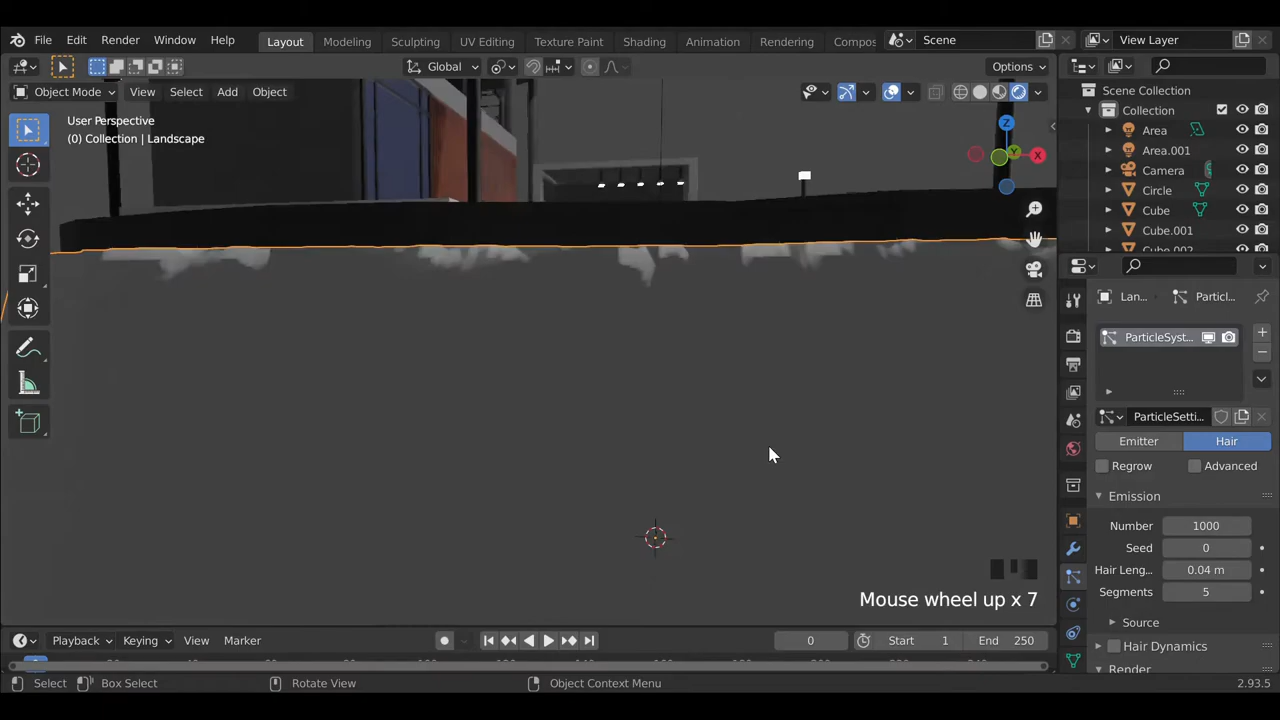 File Edit Render Window Help Layout Modeling Sculpting UV Editing Texture Paint Shading Animation Rendering Compos Scene View Layer
Global Options
Object Mode View Select Add Object
User Perspective
(0) Collection | Landscape
Scene Collection
Collection
Area
Area.001
Camera
Circle
Cube
Cube.001
Cube.002
Z
Y
X
Lan... Particl...
ParticleSyst...
ParticleSetti...
Emitter Hair
Regrow Advanced
Emission
Number 1000
Seed 0
Hair Leng... 0.04 m
Segments 5
Source
Hair Dynamics
Render
Mouse wheel up x 7
Playback Keying View Marker 0 Start 1 End 250
Select Box Select Rotate View Object Context Menu 2.93.5